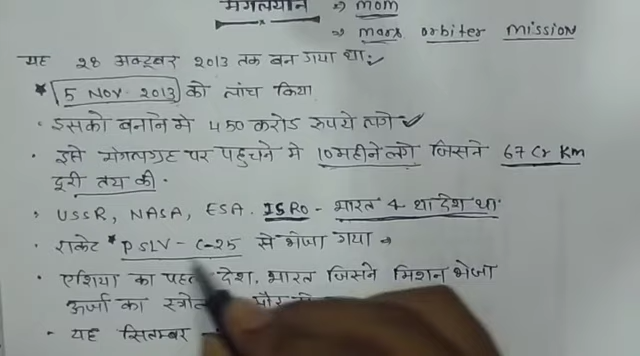 मंगलयान ⇒ mom
→ mars orbiter mission
यह 28 अक्टूबर 2013 तक बन गया था.
* 5 NOV. 2013 को लांच किया
· इसको बनाने मे 450 करोड रुपये लगे
· इसे मंगलग्रह पर पहुचने मे 10 महीने लगे जिसने 67 Cr Km
दूरी तय की.
, USSR, NASA, ESA. ISRO - भारत 4 था देश था
· राकेट * PSLV - C-25 से भेजा गया →
· एशिया का पहला देश. भारत जिसने मिशन भेजा
ऊर्जा का स्त्रोत
· यह सितम्बर